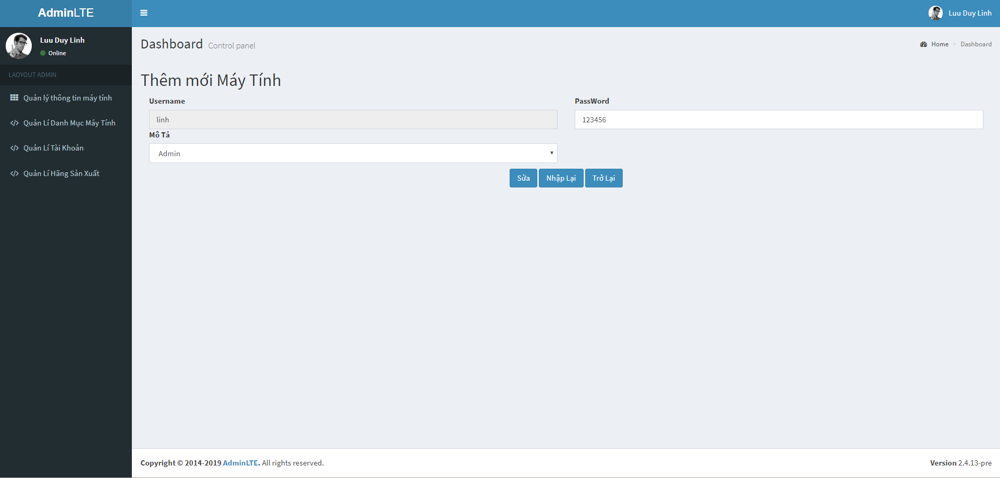 AdminLTE
Luu Duy Linh
Luu Duy Linh
Online
LAOYOUT ADMIN
Quản lý thông tin máy tính
Quản Lí Danh Mục Máy Tính
Quản Lí Tài Khoản
Quản Lí Hãng Sản Xuất
Dashboard Control panel
Home > Dashboard
Thêm mới Máy Tính
Username
linh
PassWord
123456
Mô Tả
Admin
Sửa
Nhập Lại
Trở Lại
Copyright © 2014-2019 AdminLTE. All rights reserved.
Version 2.4.13-pre